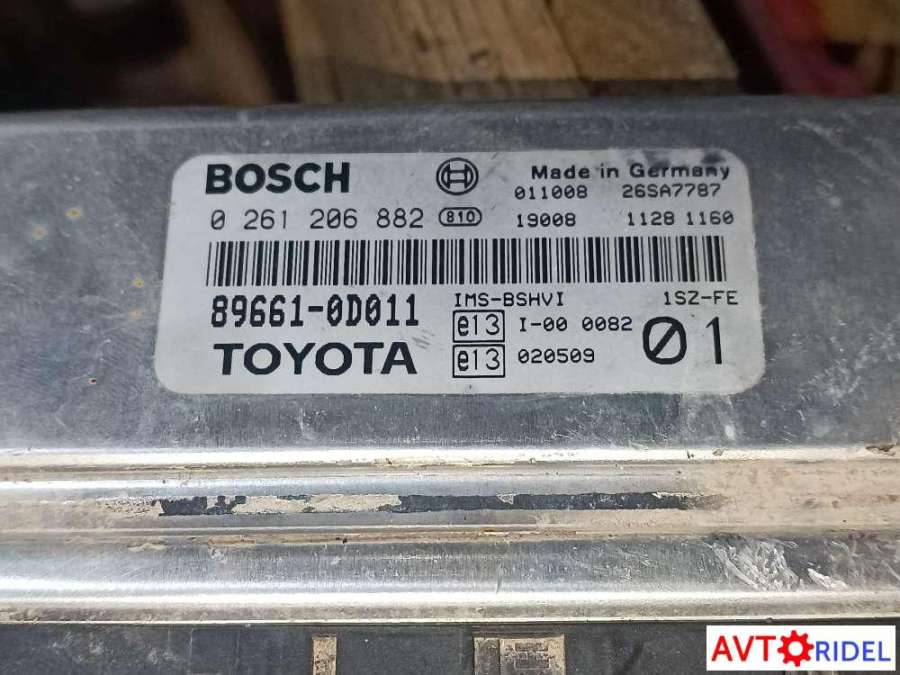 BOSCH Made in Germany
011008 26SA7787
0 261 206 882 810 19008 1128 1160
IMS-BSHVI 1SZ-FE
89661-0D011 e13 I-00 0082 01
TOYOTA e13 020509
AVTORIDEL